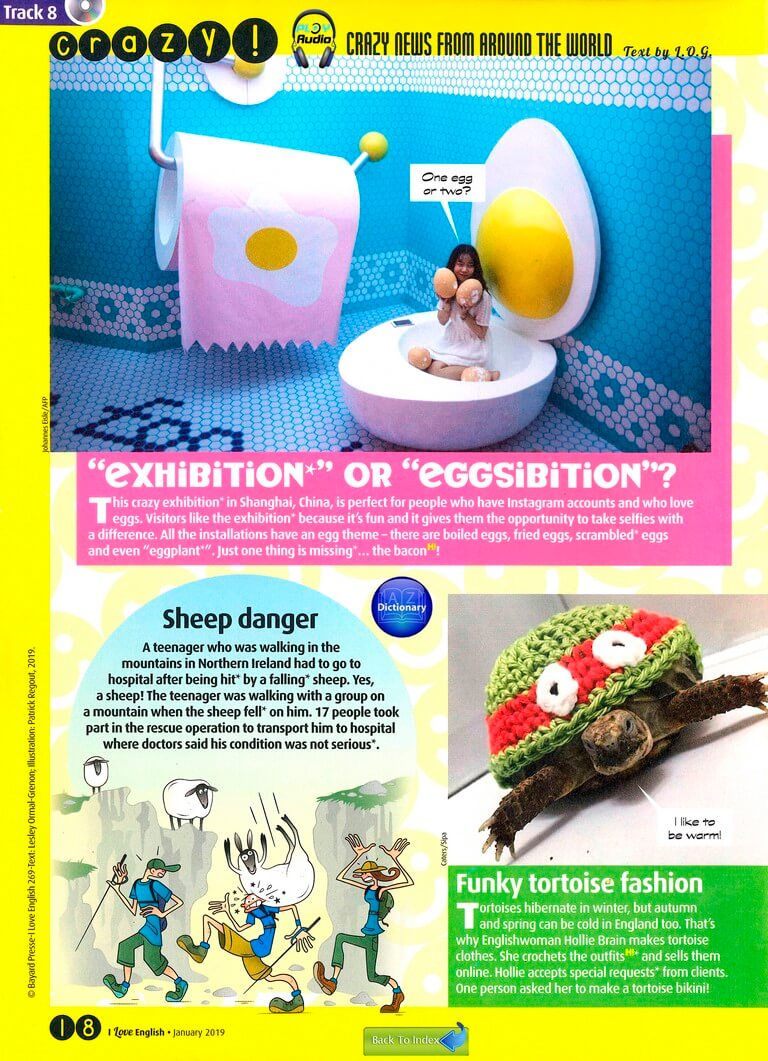 Track 8
crazy!
PLAY
Audio
CRAZY NEWS FROM AROUND THE WORLD
Text by L.O.G.
One egg
or two?
Johannes Eisle/AFP
"EXHIBITION*" OR "EGGSIBITION"?
This crazy exhibition* in Shanghai, China, is perfect for people who have Instagram accounts and who love
eggs. Visitors like the exhibition* because it's fun and it gives them the opportunity to take selfies with
a difference. All the installations have an egg theme – there are boiled eggs, fried eggs, scrambled* eggs
and even "eggplant*". Just one thing is missing*... the bacon!
Sheep danger
A teenager who was walking in the
mountains in Northern Ireland had to go to
hospital after being hit* by a falling* sheep. Yes,
a sheep! The teenager was walking with a group on
a mountain when the sheep fell* on him. 17 people took
part in the rescue operation to transport him to hospital
where doctors said his condition was not serious*.
AZ
Dictionary
I like to
be warm!
Caters/Sipa
Funky tortoise fashion
Tortoises hibernate in winter, but autumn
and spring can be cold in England too. That's
why Englishwoman Hollie Brain makes tortoise
clothes. She crochets the outfits* and sells them
online. Hollie accepts special requests* from clients.
One person asked her to make a tortoise bikini!
© Bayard Presse-I Love English 269-Text: Lesley Ormal-Grenon; Illustration: Patrick Regout, 2019.
18
I Love English • January 2019
Back To Index